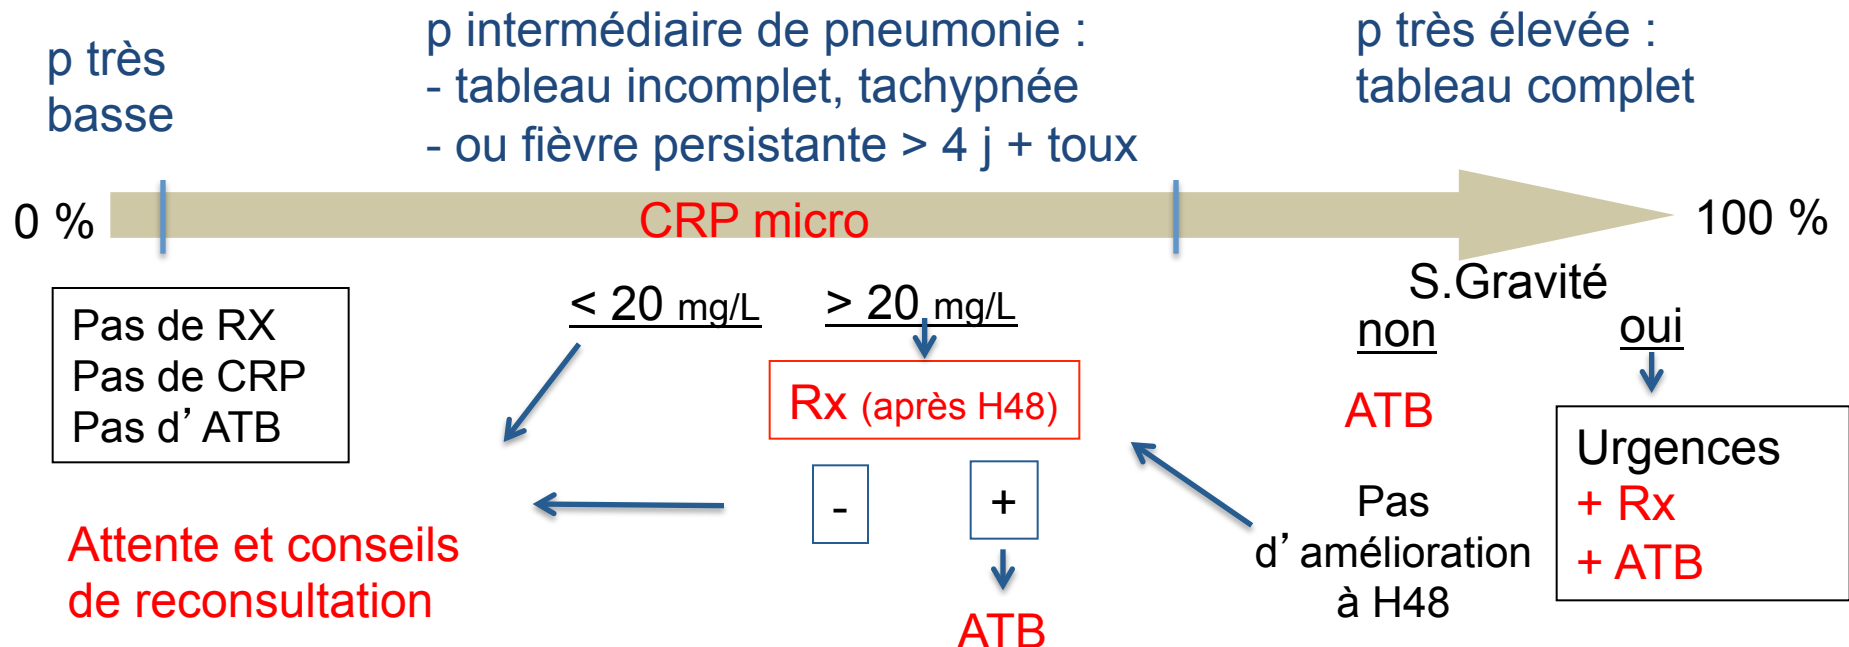 p très
basse
p intermédiaire de pneumonie :
- tableau incomplet, tachypnée
- ou fièvre persistante > 4 j + toux
p très élevée :
tableau complet
0 %
CRP micro
100 %
Pas de RX
Pas de CRP
Pas d’ ATB
< 20 mg/L
> 20 mg/L
S.Gravité
non
oui
Rx (après H48)
ATB
Urgences
+ Rx
+ ATB
-
+
Pas
d’ amélioration
à H48
Attente et conseils
de reconsultation
ATB